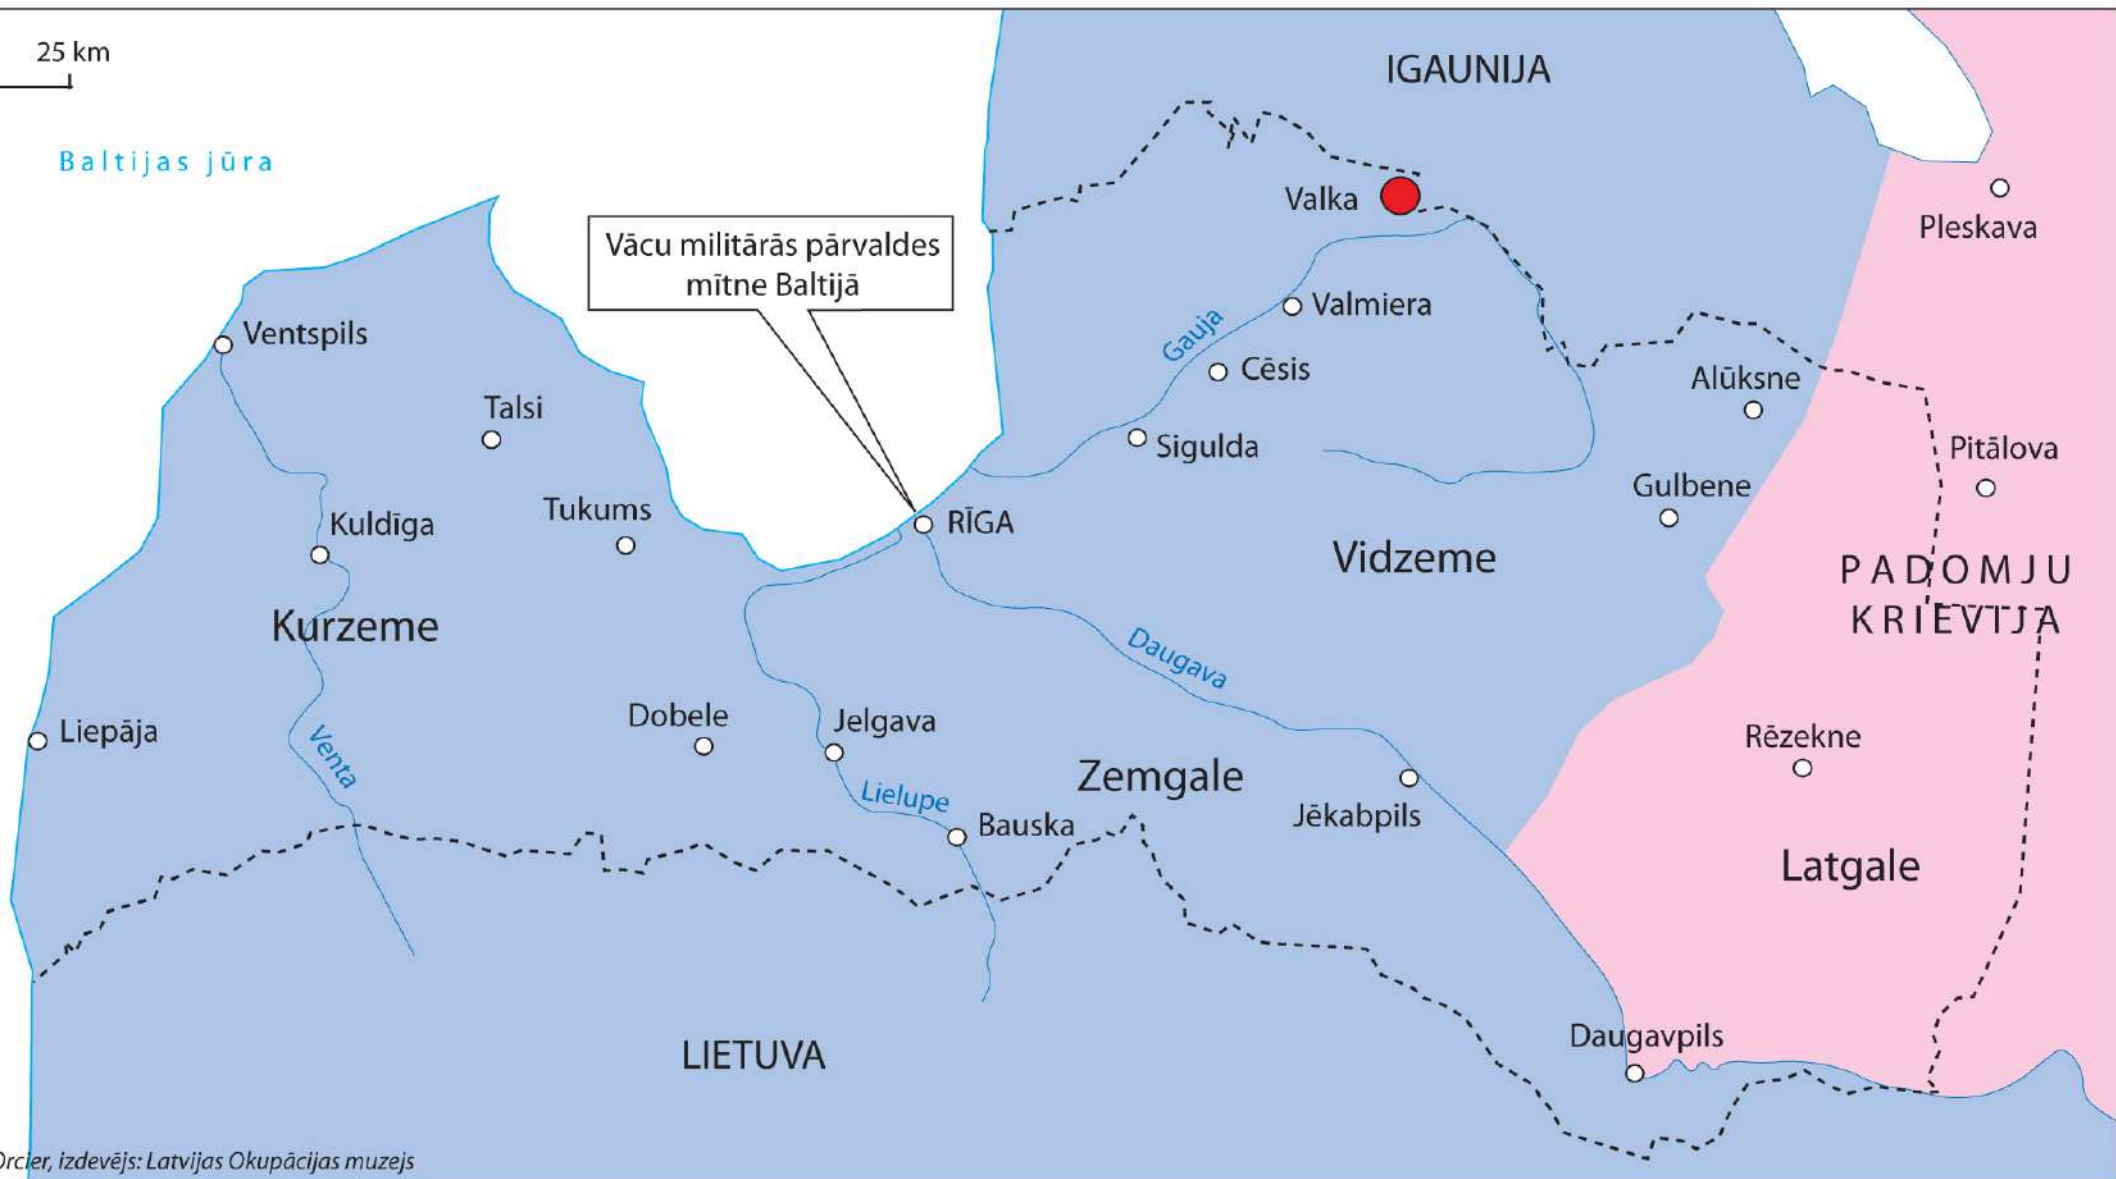 25 km
IGAUNIJA
Baltijas jūra
Valka
Pleskava
Vācu militārās pārvaldes
mītne Baltijā
Valmiera
Gauja
Ventspils
Cēsis
Alūksne
Talsi
Sigulda
Pitālova
Gulbene
Tukums
RĪGA
Kuldīga
Vidzeme
PADOMJU
KRIEVIJA
Kurzeme
Daugava
Liepāja
Dobele
Jelgava
Rēzekne
Venta
Zemgale
Lielupe
Jēkabpils
Bauska
Latgale
Daugavpils
LIETUVA
Orcier, izdevējs: Latvijas Okupācijas muzejs